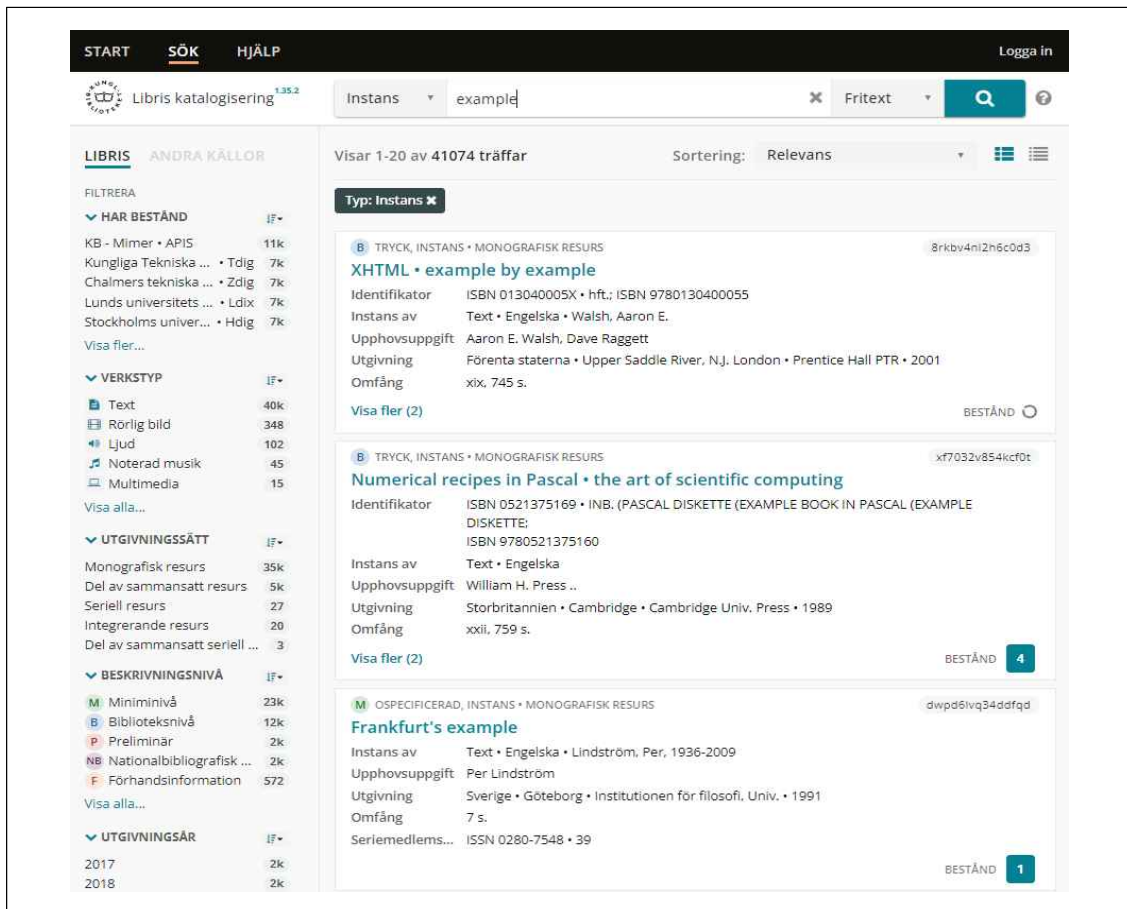 START SÖK HJÄLP Logga in
Libris katalogisering 1.35.2 Instans example Fritext
LIBRIS ANDRA KÄLLOR
FILTRERA
HAR BESTÅND
KB - Mimer • APIS 11k
Kungliga Tekniska ... • Tdig 7k
Chalmers tekniska ... • Zdig 7k
Lunds universitets ... • Ldix 7k
Stockholms univer... • Hdig 7k
Visa fler...
VERKSTYP
Text 40k
Rörlig bild 348
Ljud 102
Noterad musik 45
Multimedia 15
Visa alla...
UTGIVNINGSSÄTT
Monografisk resurs 35k
Del av sammansatt resurs 5k
Seriell resurs 27
Integrerande resurs 20
Del av sammansatt seriell ... 3
BESKRIVNINGSNIVÅ
M Miniminivå 23k
B Biblioteksnivå 12k
P Preliminär 2k
NB Nationalbibliografisk ... 2k
F Förhandsinformation 572
Visa alla...
UTGIVNINGSÅR
2017 2k
2018 2k
Visar 1-20 av 41074 träffar Sortering: Relevans
Typ: Instans ✖
B TRYCK, INSTANS • MONOGRAFISK RESURS 8rkbv4nl2h6c0d3
XHTML • example by example
Identifikator ISBN 013040005X • hft.; ISBN 9780130400055
Instans av Text • Engelska • Walsh, Aaron E.
Upphovsuppgift Aaron E. Walsh, Dave Raggett
Utgivning Förenta staterna • Upper Saddle River, N.J. London • Prentice Hall PTR • 2001
Omfång xix, 745 s.
Visa fler (2) BESTÅND
B TRYCK, INSTANS • MONOGRAFISK RESURS xf7032v854kcf0t
Numerical recipes in Pascal • the art of scientific computing
Identifikator ISBN 0521375169 • INB. (PASCAL DISKETTE (EXAMPLE BOOK IN PASCAL (EXAMPLE
DISKETTE;
ISBN 9780521375160
Instans av Text • Engelska
Upphovsuppgift William H. Press ..
Utgivning Storbritannien • Cambridge • Cambridge Univ. Press • 1989
Omfång xxii, 759 s.
Visa fler (2) BESTÅND 4
M OSPECIFICERAD, INSTANS • MONOGRAFISK RESURS dwpd6lvq34ddfqd
Frankfurt's example
Instans av Text • Engelska • Lindström, Per, 1936-2009
Upphovsuppgift Per Lindström
Utgivning Sverige • Göteborg • Institutionen för filosofi, Univ. • 1991
Omfång 7 s.
Seriemedlems... ISSN 0280-7548 • 39
BESTÅND 1